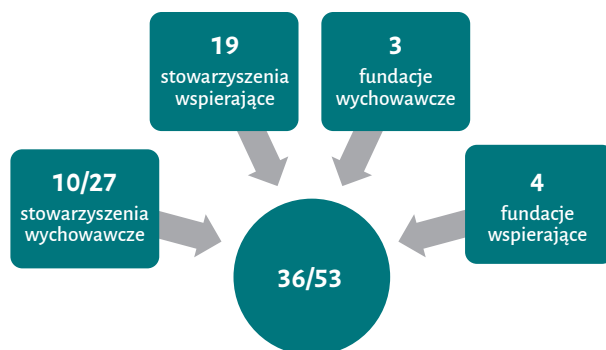 19
stowarzyszenia
wspierające
3
fundacje
wychowawcze
10/27
stowarzyszenia
wychowawcze
4
fundacje
wspierające
36/53